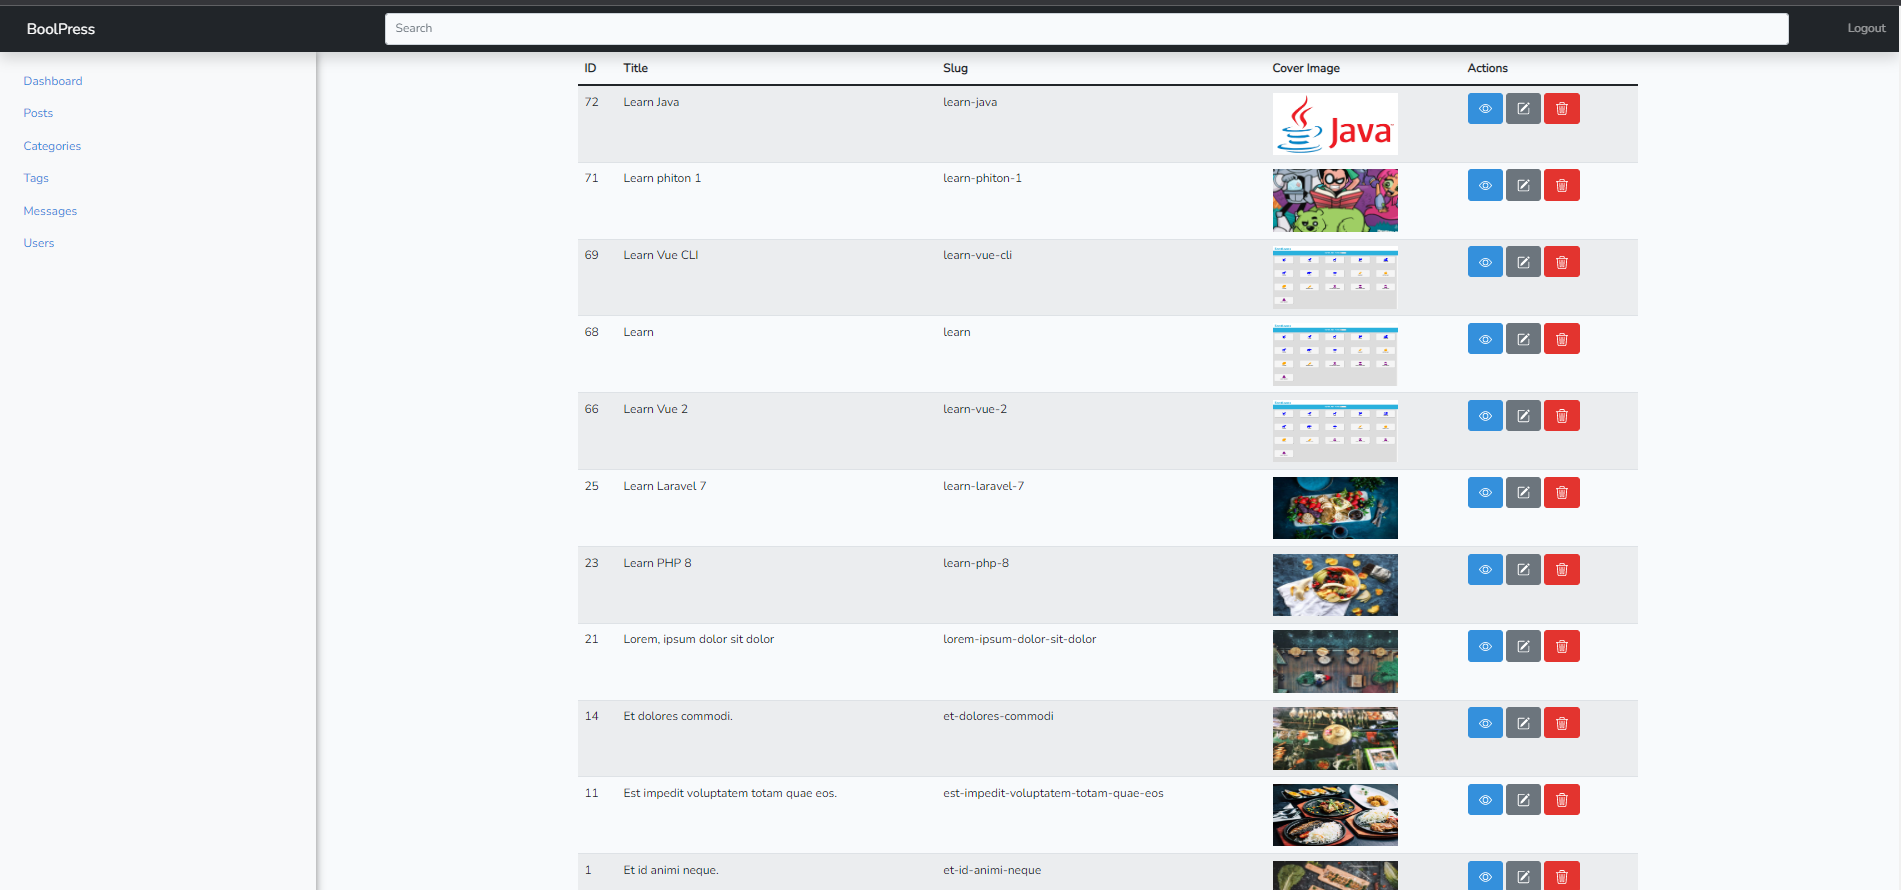 BoolPress Search Logout
Dashboard
Posts
Categories
Tags
Messages
Users
ID Title Slug Cover Image Actions
72 Learn Java learn-java Java
71 Learn phiton 1 learn-phiton-1
69 Learn Vue CLI learn-vue-cli
68 Learn learn
66 Learn Vue 2 learn-vue-2
25 Learn Laravel 7 learn-laravel-7
23 Learn PHP 8 learn-php-8
21 Lorem, ipsum dolor sit dolor lorem-ipsum-dolor-sit-dolor
14 Et dolores commodi. et-dolores-commodi
11 Est impedit voluptatem totam quae eos. est-impedit-voluptatem-totam-quae-eos
1 Et id animi neque. et-id-animi-neque